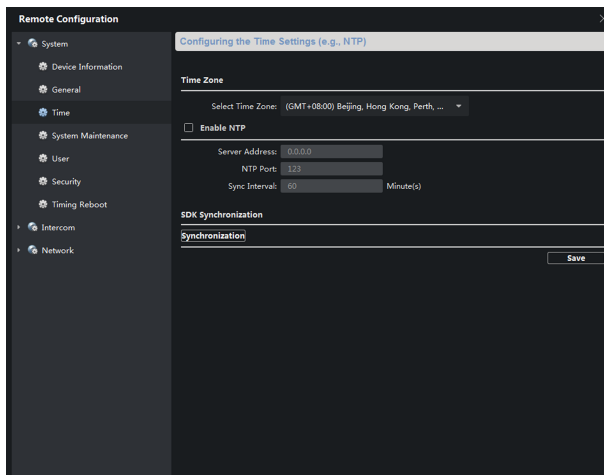 Remote Configuration
System
Device Information
General
Time
System Maintenance
User
Security
Timing Reboot
Intercom
Network
Configuring the Time Settings (e.g., NTP)
Time Zone
Select Time Zone: (GMT+08:00) Beijing, Hong Kong, Perth, ...
Enable NTP
Server Address: 0.0.0.0
NTP Port: 123
Sync Interval: 60 Minute(s)
SDK Synchronization
Synchronization
Save